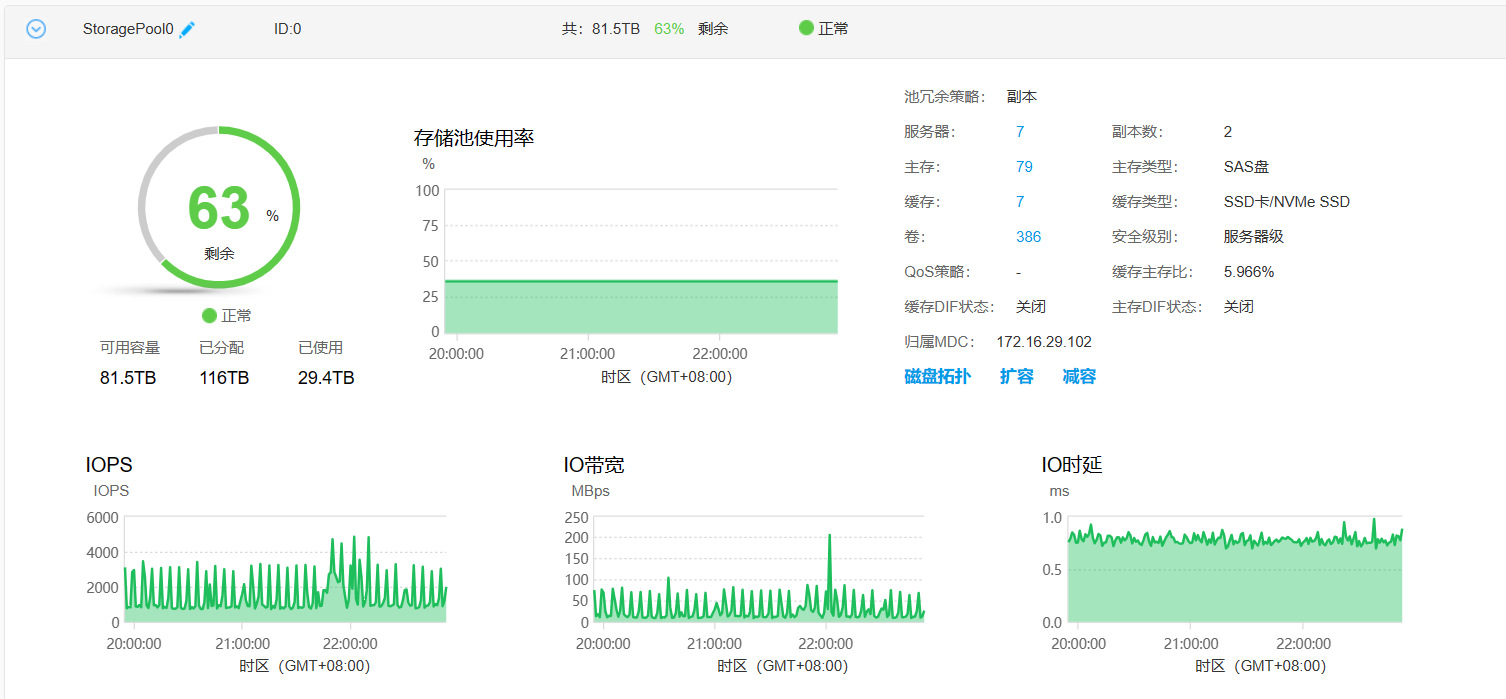 StoragePool0 ID:0 共：81.5TB 63% 剩余 正常
63 %
剩余
正常
可用容量 已分配 已使用
81.5TB 116TB 29.4TB
存储池使用率
%
100
75
50
25
0
20:00:00 21:00:00 22:00:00
时区（GMT+08:00）
池冗余策略： 副本
服务器： 7 副本数： 2
主存： 79 主存类型： SAS盘
缓存： 7 缓存类型： SSD卡/NVMe SSD
卷： 386 安全级别： 服务器级
QoS策略： - 缓存主存比： 5.966%
缓存DIF状态： 关闭 主存DIF状态： 关闭
归属MDC： 172.16.29.102
磁盘拓扑 扩容 减容
IOPS
IOPS
6000
4000
2000
0
20:00:00 21:00:00 22:00:00
时区（GMT+08:00）
IO带宽
MBps
250
200
150
100
50
0
20:00:00 21:00:00 22:00:00
时区（GMT+08:00）
IO时延
ms
1.0
0.5
0.0
20:00:00 21:00:00 22:00:00
时区（GMT+08:00）